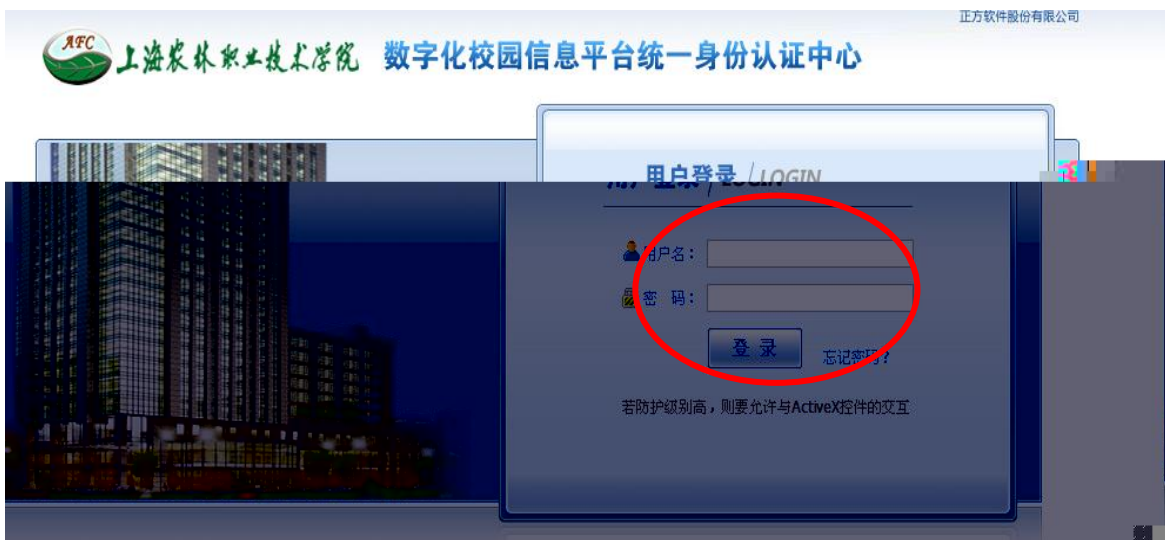 正方软件股份有限公司
AFC
上海农林职业技术学院 数字化校园信息平台统一身份认证中心
用户登录 LOGIN
用户名：
密 码：
登 录
忘记密码？
若防护级别高，则要允许与ActiveX控件的交互